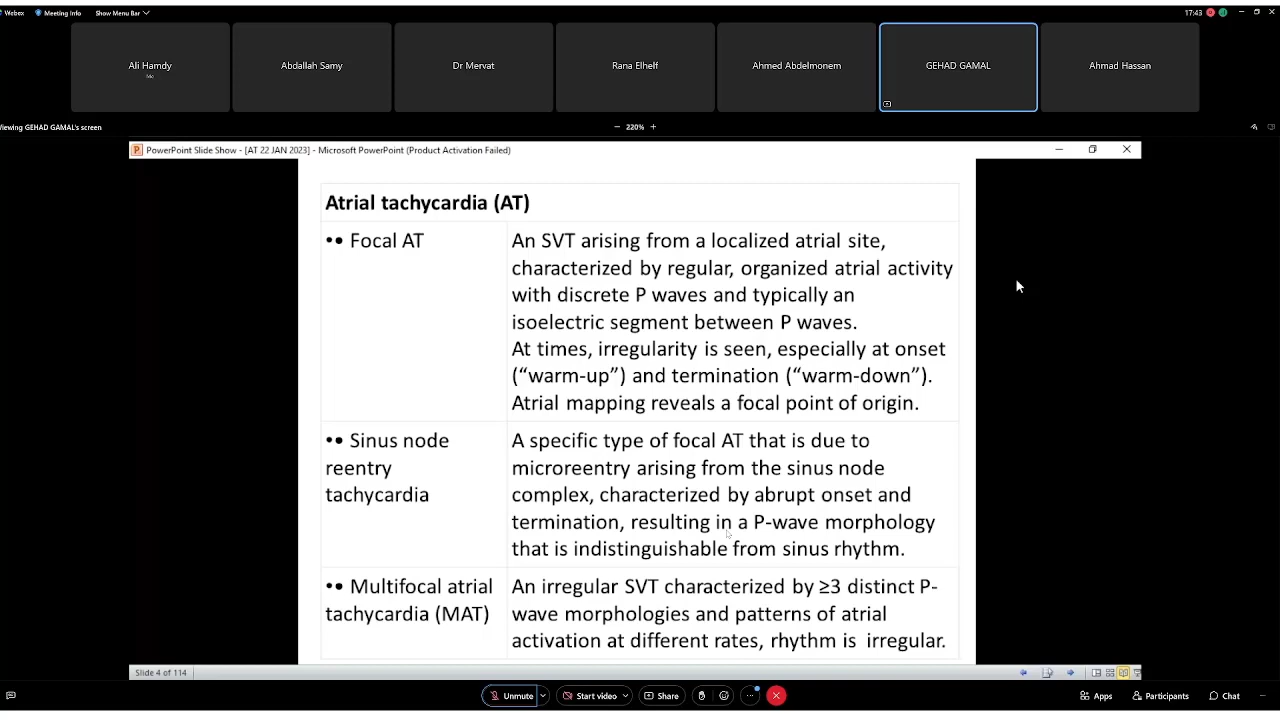 Webex Meeting Info Show Menu Bar 17:43
Ali Hamdy
Me
Abdallah Samy
Dr Mervat
Rana Elhelf
Ahmed Abdelmonem
GEHAD GAMAL
Ahmad Hassan
iewing GEHAD GAMAL's screen
220%
PowerPoint Slide Show - [AT 22 JAN 2023] - Microsoft PowerPoint (Product Activation Failed)
Atrial tachycardia (AT)
•• Focal AT
An SVT arising from a localized atrial site,
characterized by regular, organized atrial activity
with discrete P waves and typically an
isoelectric segment between P waves.
At times, irregularity is seen, especially at onset
(“warm-up”) and termination (“warm-down”).
Atrial mapping reveals a focal point of origin.
•• Sinus node
reentry
tachycardia
A specific type of focal AT that is due to
microreentry arising from the sinus node
complex, characterized by abrupt onset and
termination, resulting in a P-wave morphology
that is indistinguishable from sinus rhythm.
•• Multifocal atrial
tachycardia (MAT)
An irregular SVT characterized by ≥3 distinct P-
wave morphologies and patterns of atrial
activation at different rates, rhythm is irregular.
Slide 4 of 114
Unmute Start video Share Apps Participants Chat